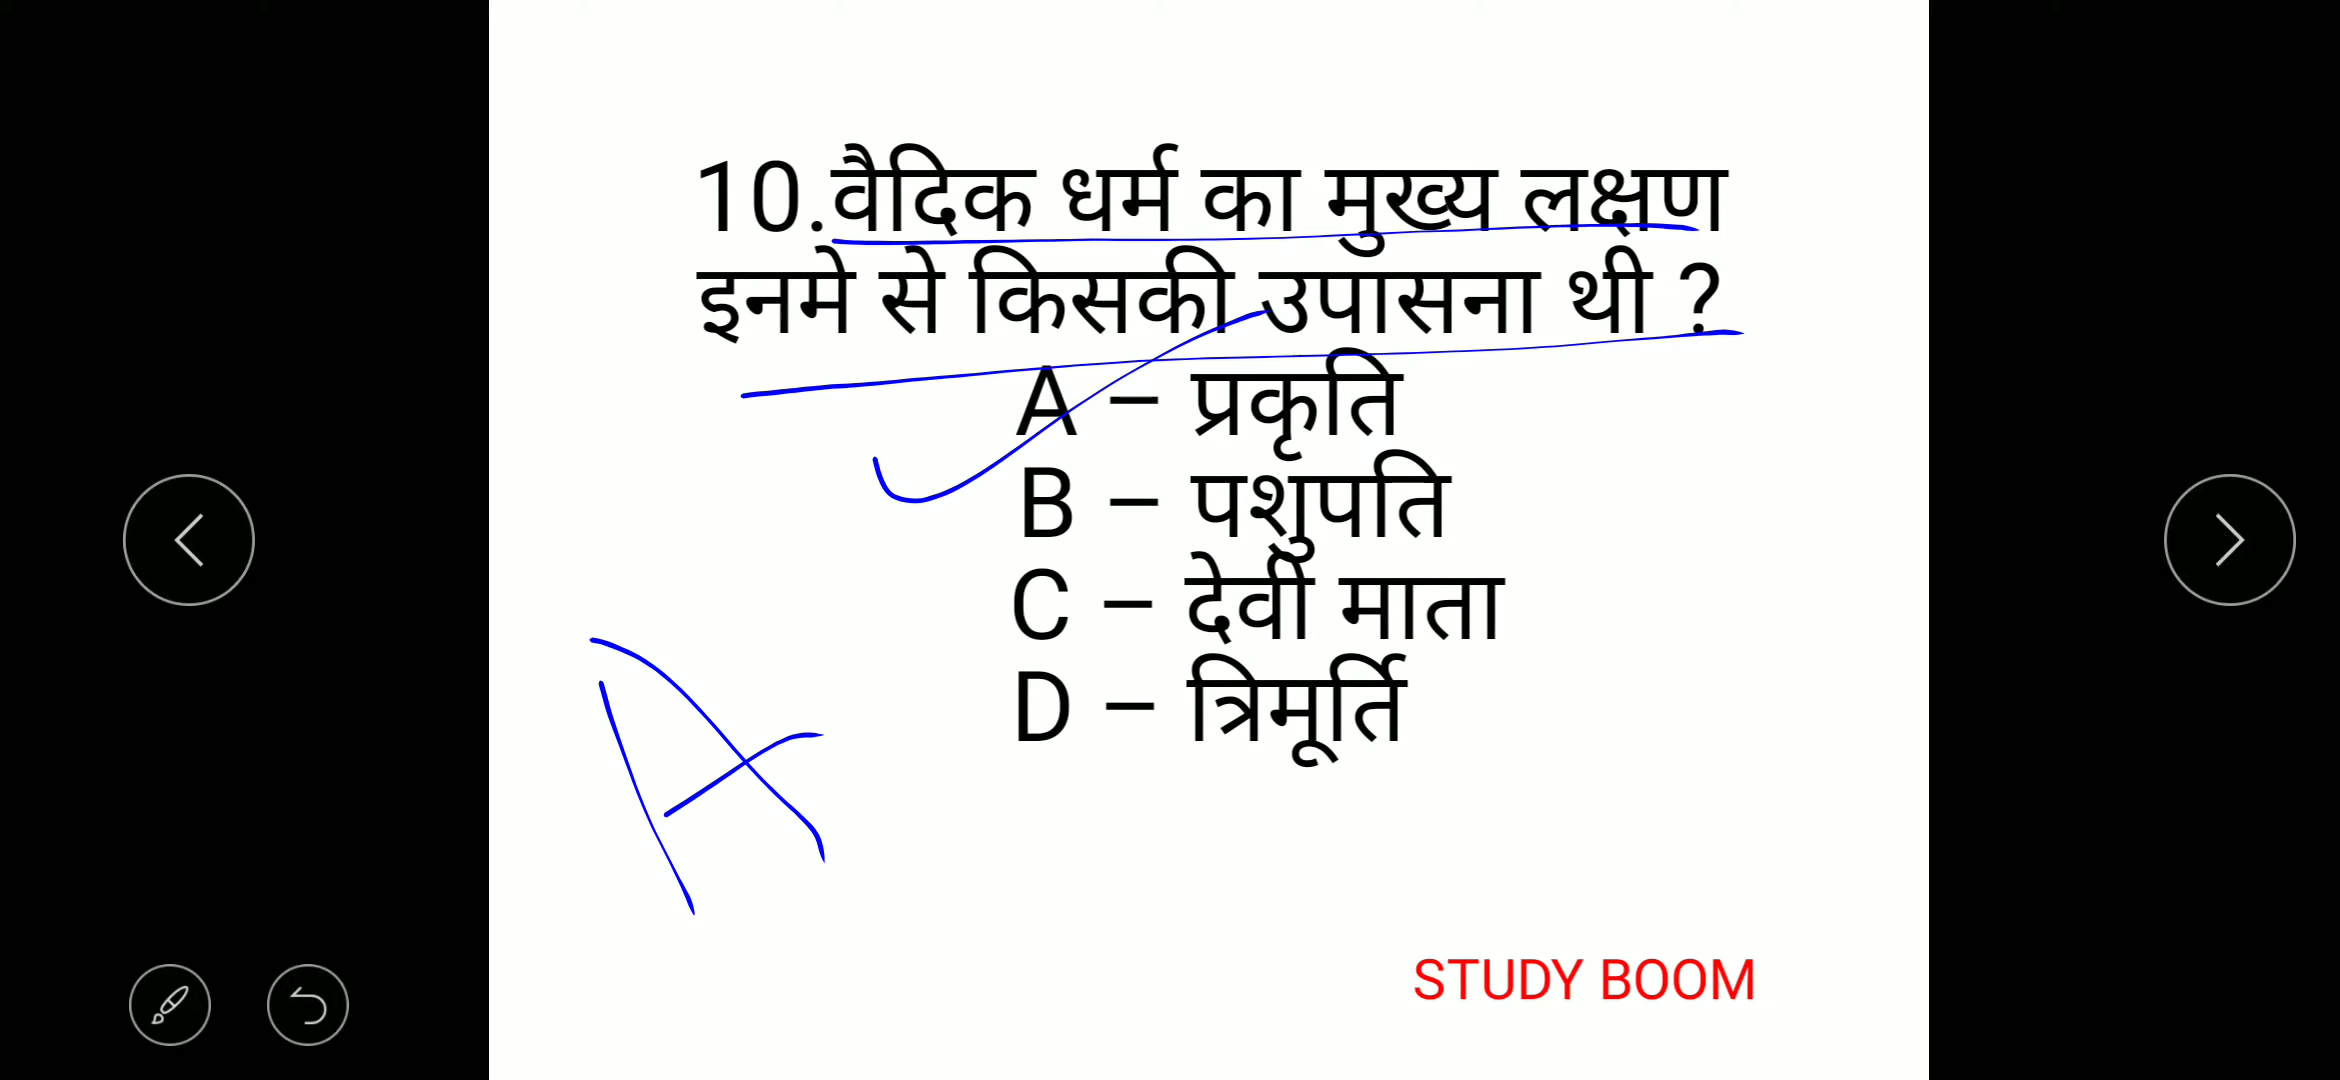 10.वैदिक धर्म का मुख्य लक्षण
इनमे से किसकी उपासना थी ?
A – प्रकृति
B – पशुपति
C – देवी माता
D – त्रिमूर्ति
A
STUDY BOOM